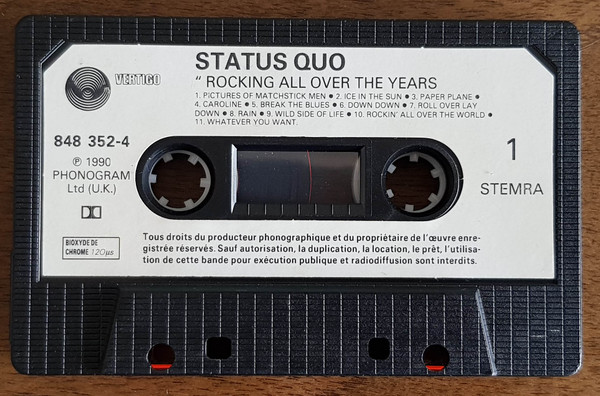 VERTIGO
STATUS QUO
“ ROCKING ALL OVER THE YEARS
1. PICTURES OF MATCHSTICK MEN ● 2. ICE IN THE SUN ● 3. PAPER PLANE ●
4. CAROLINE ● 5. BREAK THE BLUES ● 6. DOWN DOWN ● 7. ROLL OVER LAY
DOWN ● 8. RAIN ● 9. WILD SIDE OF LIFE ● 10. ROCKIN' ALL OVER THE WORLD ●
11. WHATEVER YOU WANT.
848 352-4
℗ 1990
PHONOGRAM
Ltd (U.K.)
1
STEMRA
BIOXYDE DE
CHROME 120µs
Tous droits du producteur phonographique et du propriétaire de l'œuvre enre-
gistrée réservés. Sauf autorisation, la duplication, la location, le prêt, l'utilisa-
tion de cette bande pour exécution publique et radiodiffusion sont interdits.